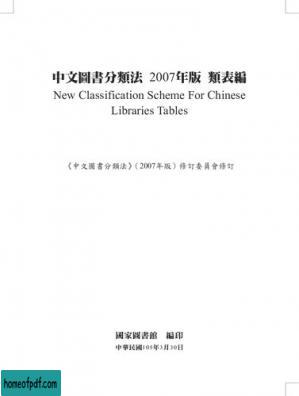 中文圖書分類法 2007年版 類表編
New Classification Scheme For Chinese
Libraries Tables
《中文圖書分類法》(2007年版) 修訂委員會修訂
國家圖書館 編印
中華民國105年3月30日
homeofpdf.com